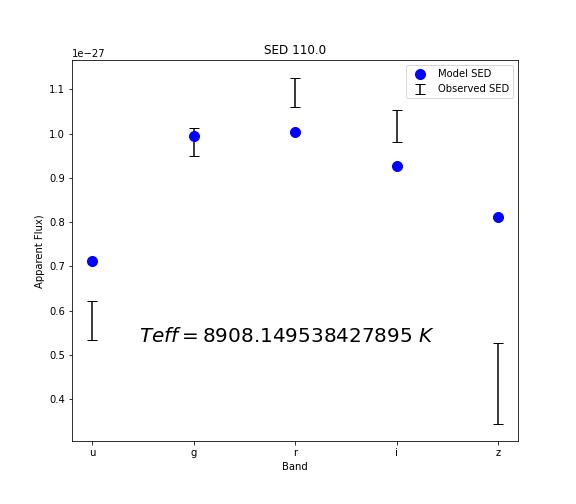 SED 110.0
1e−27
Model SED
Observed SED
1.1
1.0
0.9
0.8
0.7
0.6
0.5
0.4
Apparent Flux)
Teff = 8908.149538427895 K
u g r i z
Band